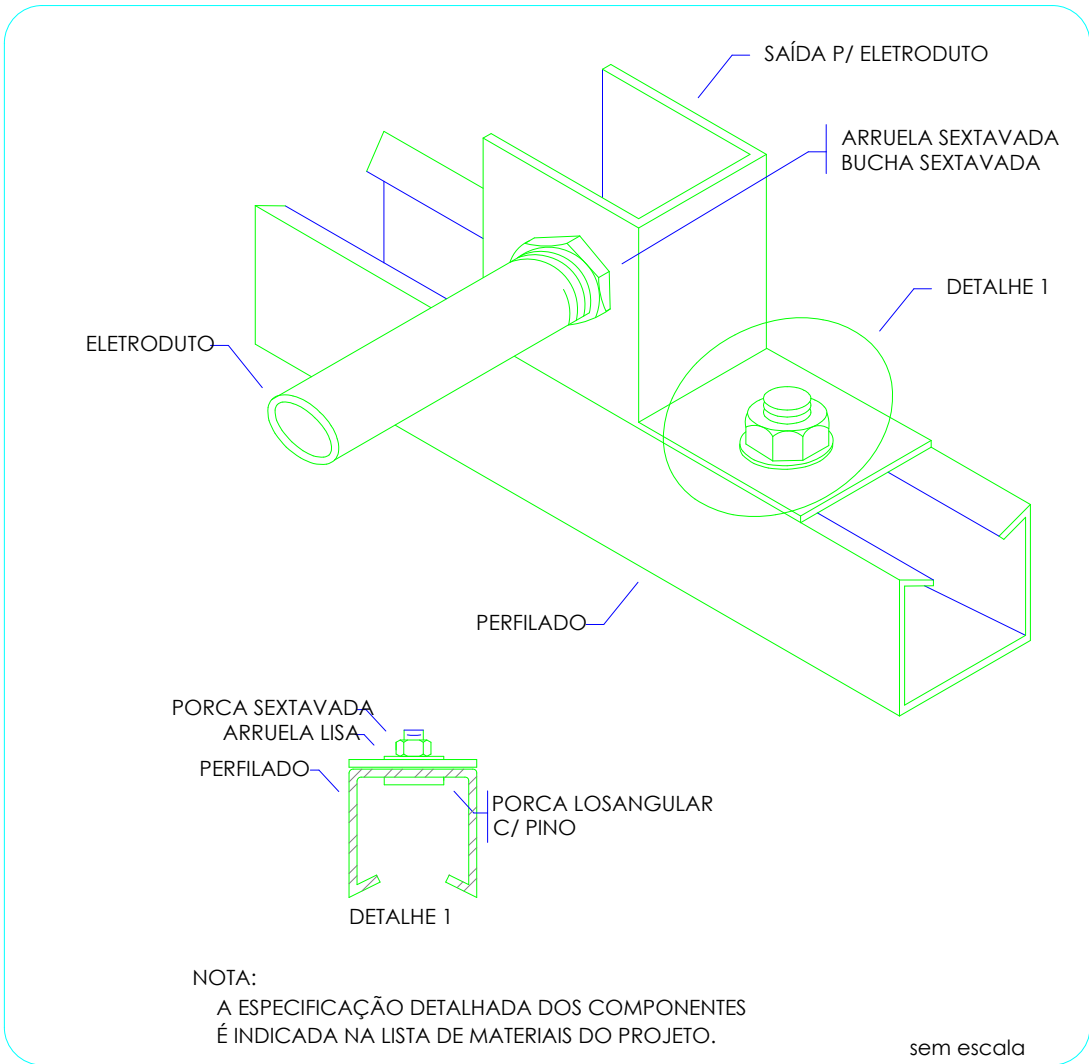 SAÍDA P/ ELETRODUTO
ARRUELA SEXTAVADA
BUCHA SEXTAVADA
DETALHE 1
ELETRODUTO
PERFILADO
PORCA SEXTAVADA
ARRUELA LISA
PERFILADO
PORCA LOSANGULAR
C/ PINO
DETALHE 1
NOTA:
A ESPECIFICAÇÃO DETALHADA DOS COMPONENTES
É INDICADA NA LISTA DE MATERIAIS DO PROJETO.
sem escala